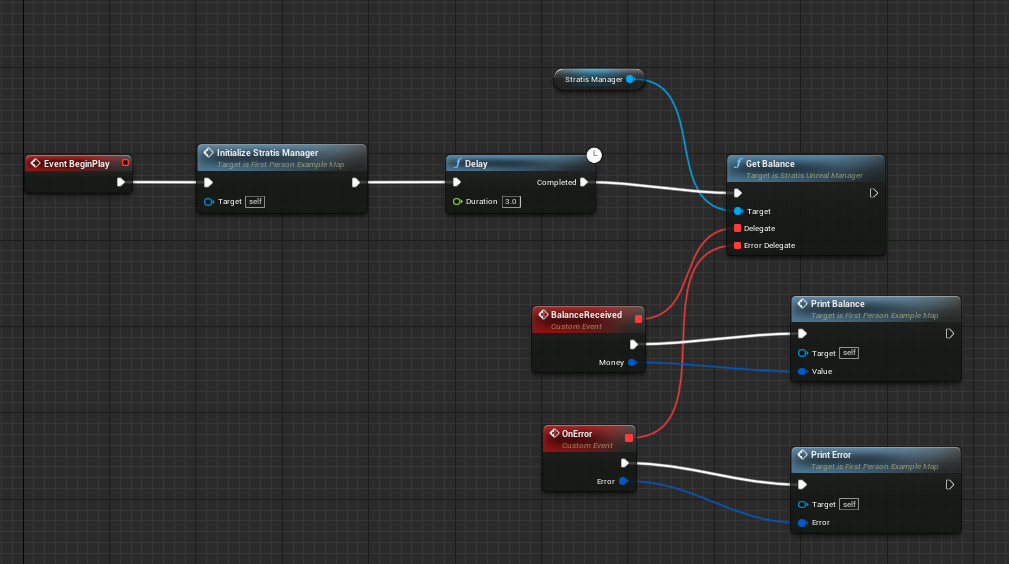 Stratis Manager
Event BeginPlay
Initialize Stratis Manager
Target is First Person Example Map
Target self
Delay
Completed
Duration 3.0
Get Balance
Target is Stratis Unreal Manager
Target
Delegate
Error Delegate
BalanceReceived
Custom Event
Money
Print Balance
Target is First Person Example Map
Target self
Value
OnError
Custom Event
Error
Print Error
Target is First Person Example Map
Target self
Error